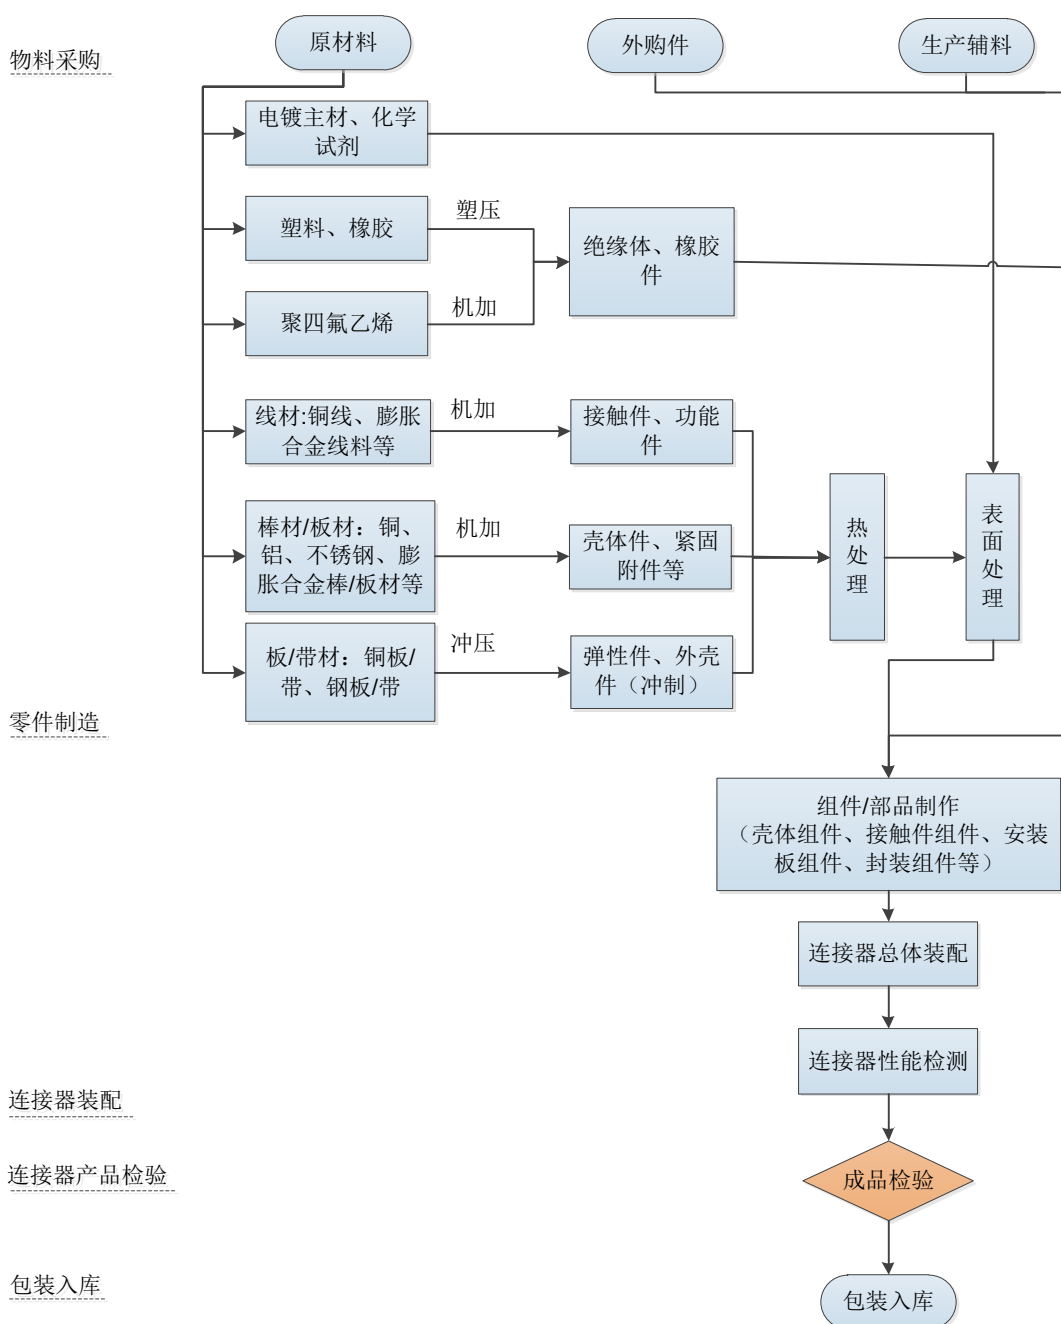 原材料
外购件
生产辅料
物料采购
电镀主材、化学
试剂
塑料、橡胶
塑压
绝缘体、橡胶
件
聚四氟乙烯
机加
线材:铜线、膨胀
合金线料等
机加
接触件、功能
件
棒材/板材：铜、
铝、不锈钢、膨
胀合金棒/板材等
机加
壳体件、紧固
附件等
热
处
理
表
面
处
理
板/带材：铜板/
带、钢板/带
冲压
弹性件、外壳
件（冲制）
零件制造
组件/部品制作
（壳体组件、接触件组件、安装
板组件、封装组件等）
连接器总体装配
连接器性能检测
连接器装配
连接器产品检验
成品检验
包装入库
包装入库